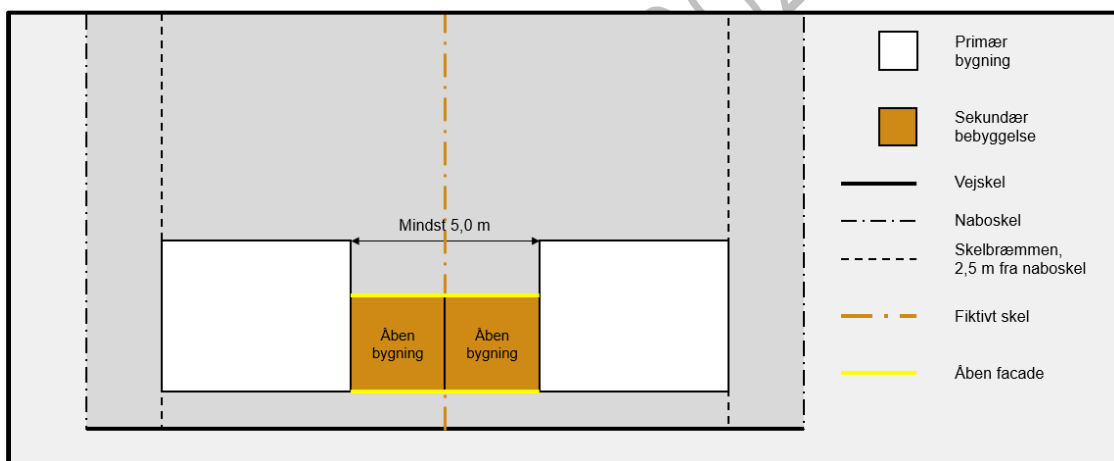 Mindst 5,0 m
Åben
bygning
Åben
bygning
Primær
bygning
Sekundær
bebyggelse
Vejskel
Naboskel
Skelbræmmen,
2,5 m fra naboskel
Fiktivt skel
Åben facade